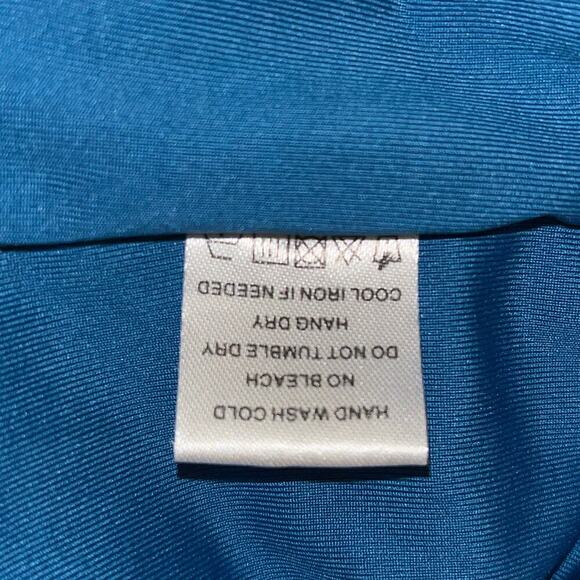 HAND WASH COLD
NO BLEACH
DO NOT TUMBLE DRY
HANG DRY
COOL IRON IF NEEDED